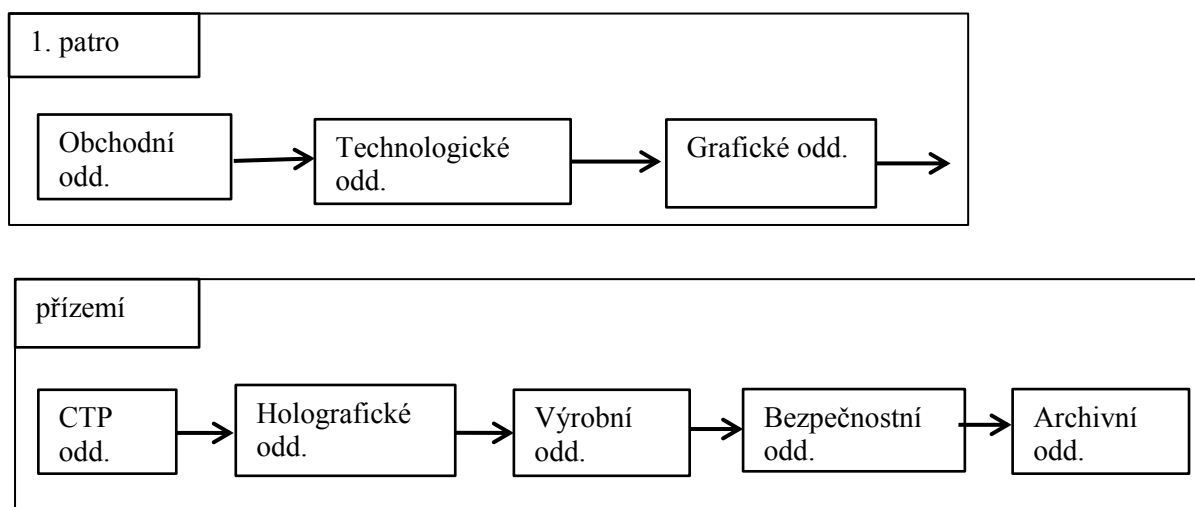 1. patro
Obchodní
odd.
Technologické
odd.
Grafické odd.
přízemí
CTP
odd.
Holografické
odd.
Výrobní
odd.
Bezpečnostní
odd.
Archivní
odd.